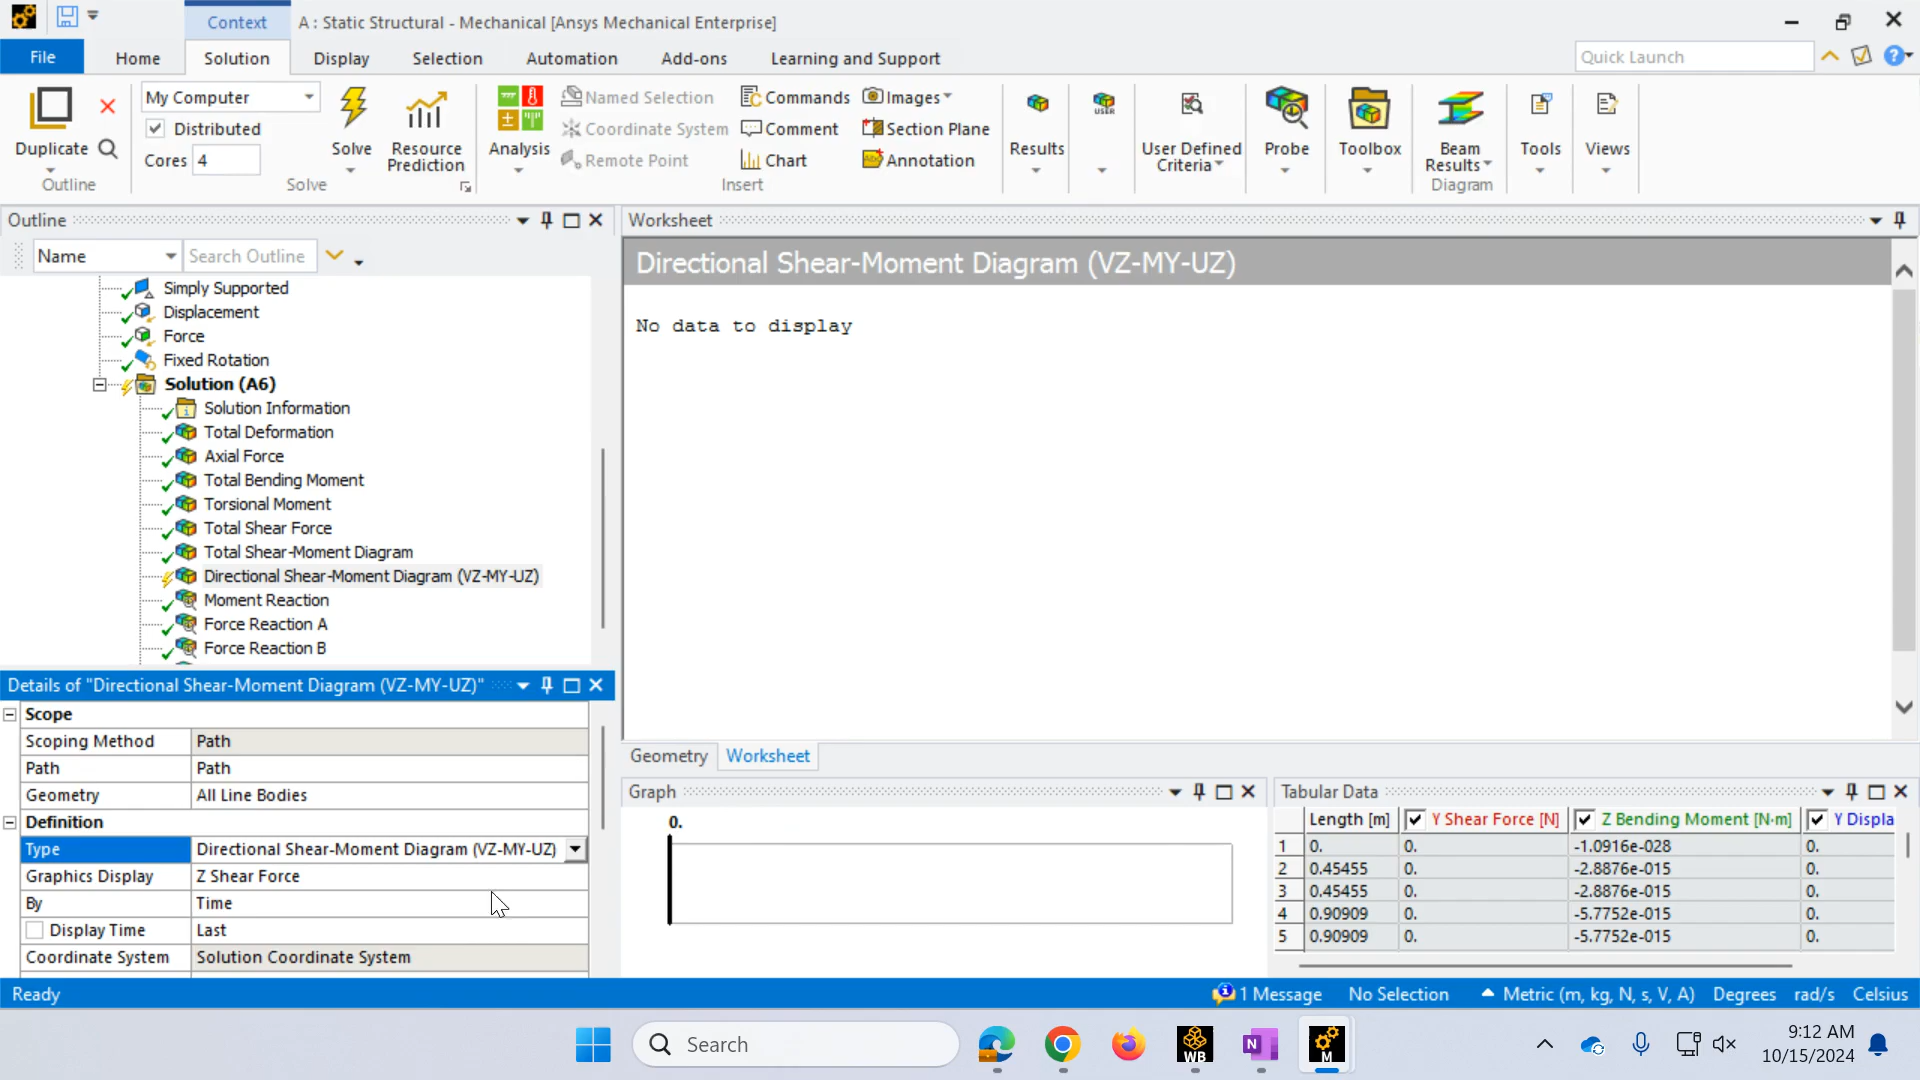 Context
A : Static Structural - Mechanical [Ansys Mechanical Enterprise]
File
Home
Solution
Display
Selection
Automation
Add-ons
Learning and Support
Quick Launch
Duplicate
Outline
My Computer
Distributed
Cores 4
Solve
Resource
Prediction
Solve
Analysis
Named Selection
Coordinate System
Remote Point
Commands
Comment
Chart
Images
Section Plane
Annotation
Insert
Results
USER
User Defined
Criteria
Probe
Toolbox
Beam
Results
Diagram
Tools
Views
Outline
Name
Search Outline
Simply Supported
Displacement
Force
Fixed Rotation
Solution (A6)
Solution Information
Total Deformation
Axial Force
Total Bending Moment
Torsional Moment
Total Shear Force
Total Shear-Moment Diagram
Directional Shear-Moment Diagram (VZ-MY-UZ)
Moment Reaction
Force Reaction A
Force Reaction B
Details of "Directional Shear-Moment Diagram (VZ-MY-UZ)"
Scope
Scoping Method Path
Path Path
Geometry All Line Bodies
Definition
Type Directional Shear-Moment Diagram (VZ-MY-UZ)
Graphics Display Z Shear Force
By Time
Display Time Last
Coordinate System Solution Coordinate System
Worksheet
Directional Shear-Moment Diagram (VZ-MY-UZ)
No data to display
Geometry Worksheet
Graph
0.
Tabular Data
Length [m] Y Shear Force [N] Z Bending Moment [N·m] Y Displa
1 0. 0. -1.0916e-028 0.
2 0.45455 0. -2.8876e-015 0.
3 0.45455 0. -2.8876e-015 0.
4 0.90909 0. -5.7752e-015 0.
5 0.90909 0. -5.7752e-015 0.
Ready
1 Message
No Selection
Metric (m, kg, N, s, V, A)
Degrees
rad/s
Celsius
Search
WB
N
M
9:12 AM
10/15/2024